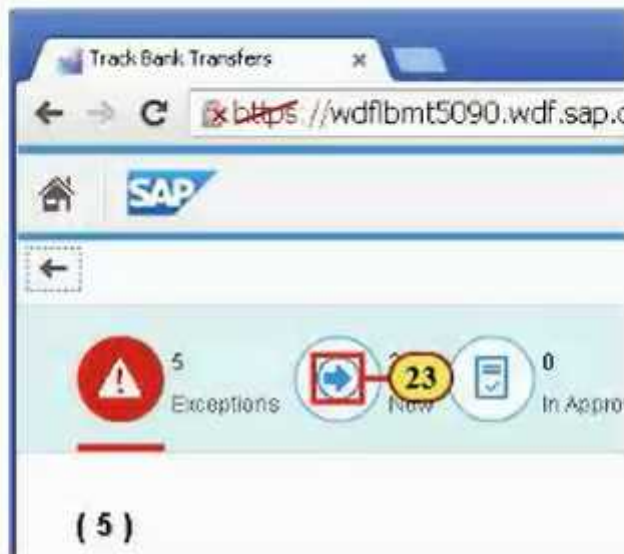 Track Bank Transfers
https://wdflbmt5090.wdf.sap.
SAP
5
Exceptions
23
New
0
In Appro
( 5 )